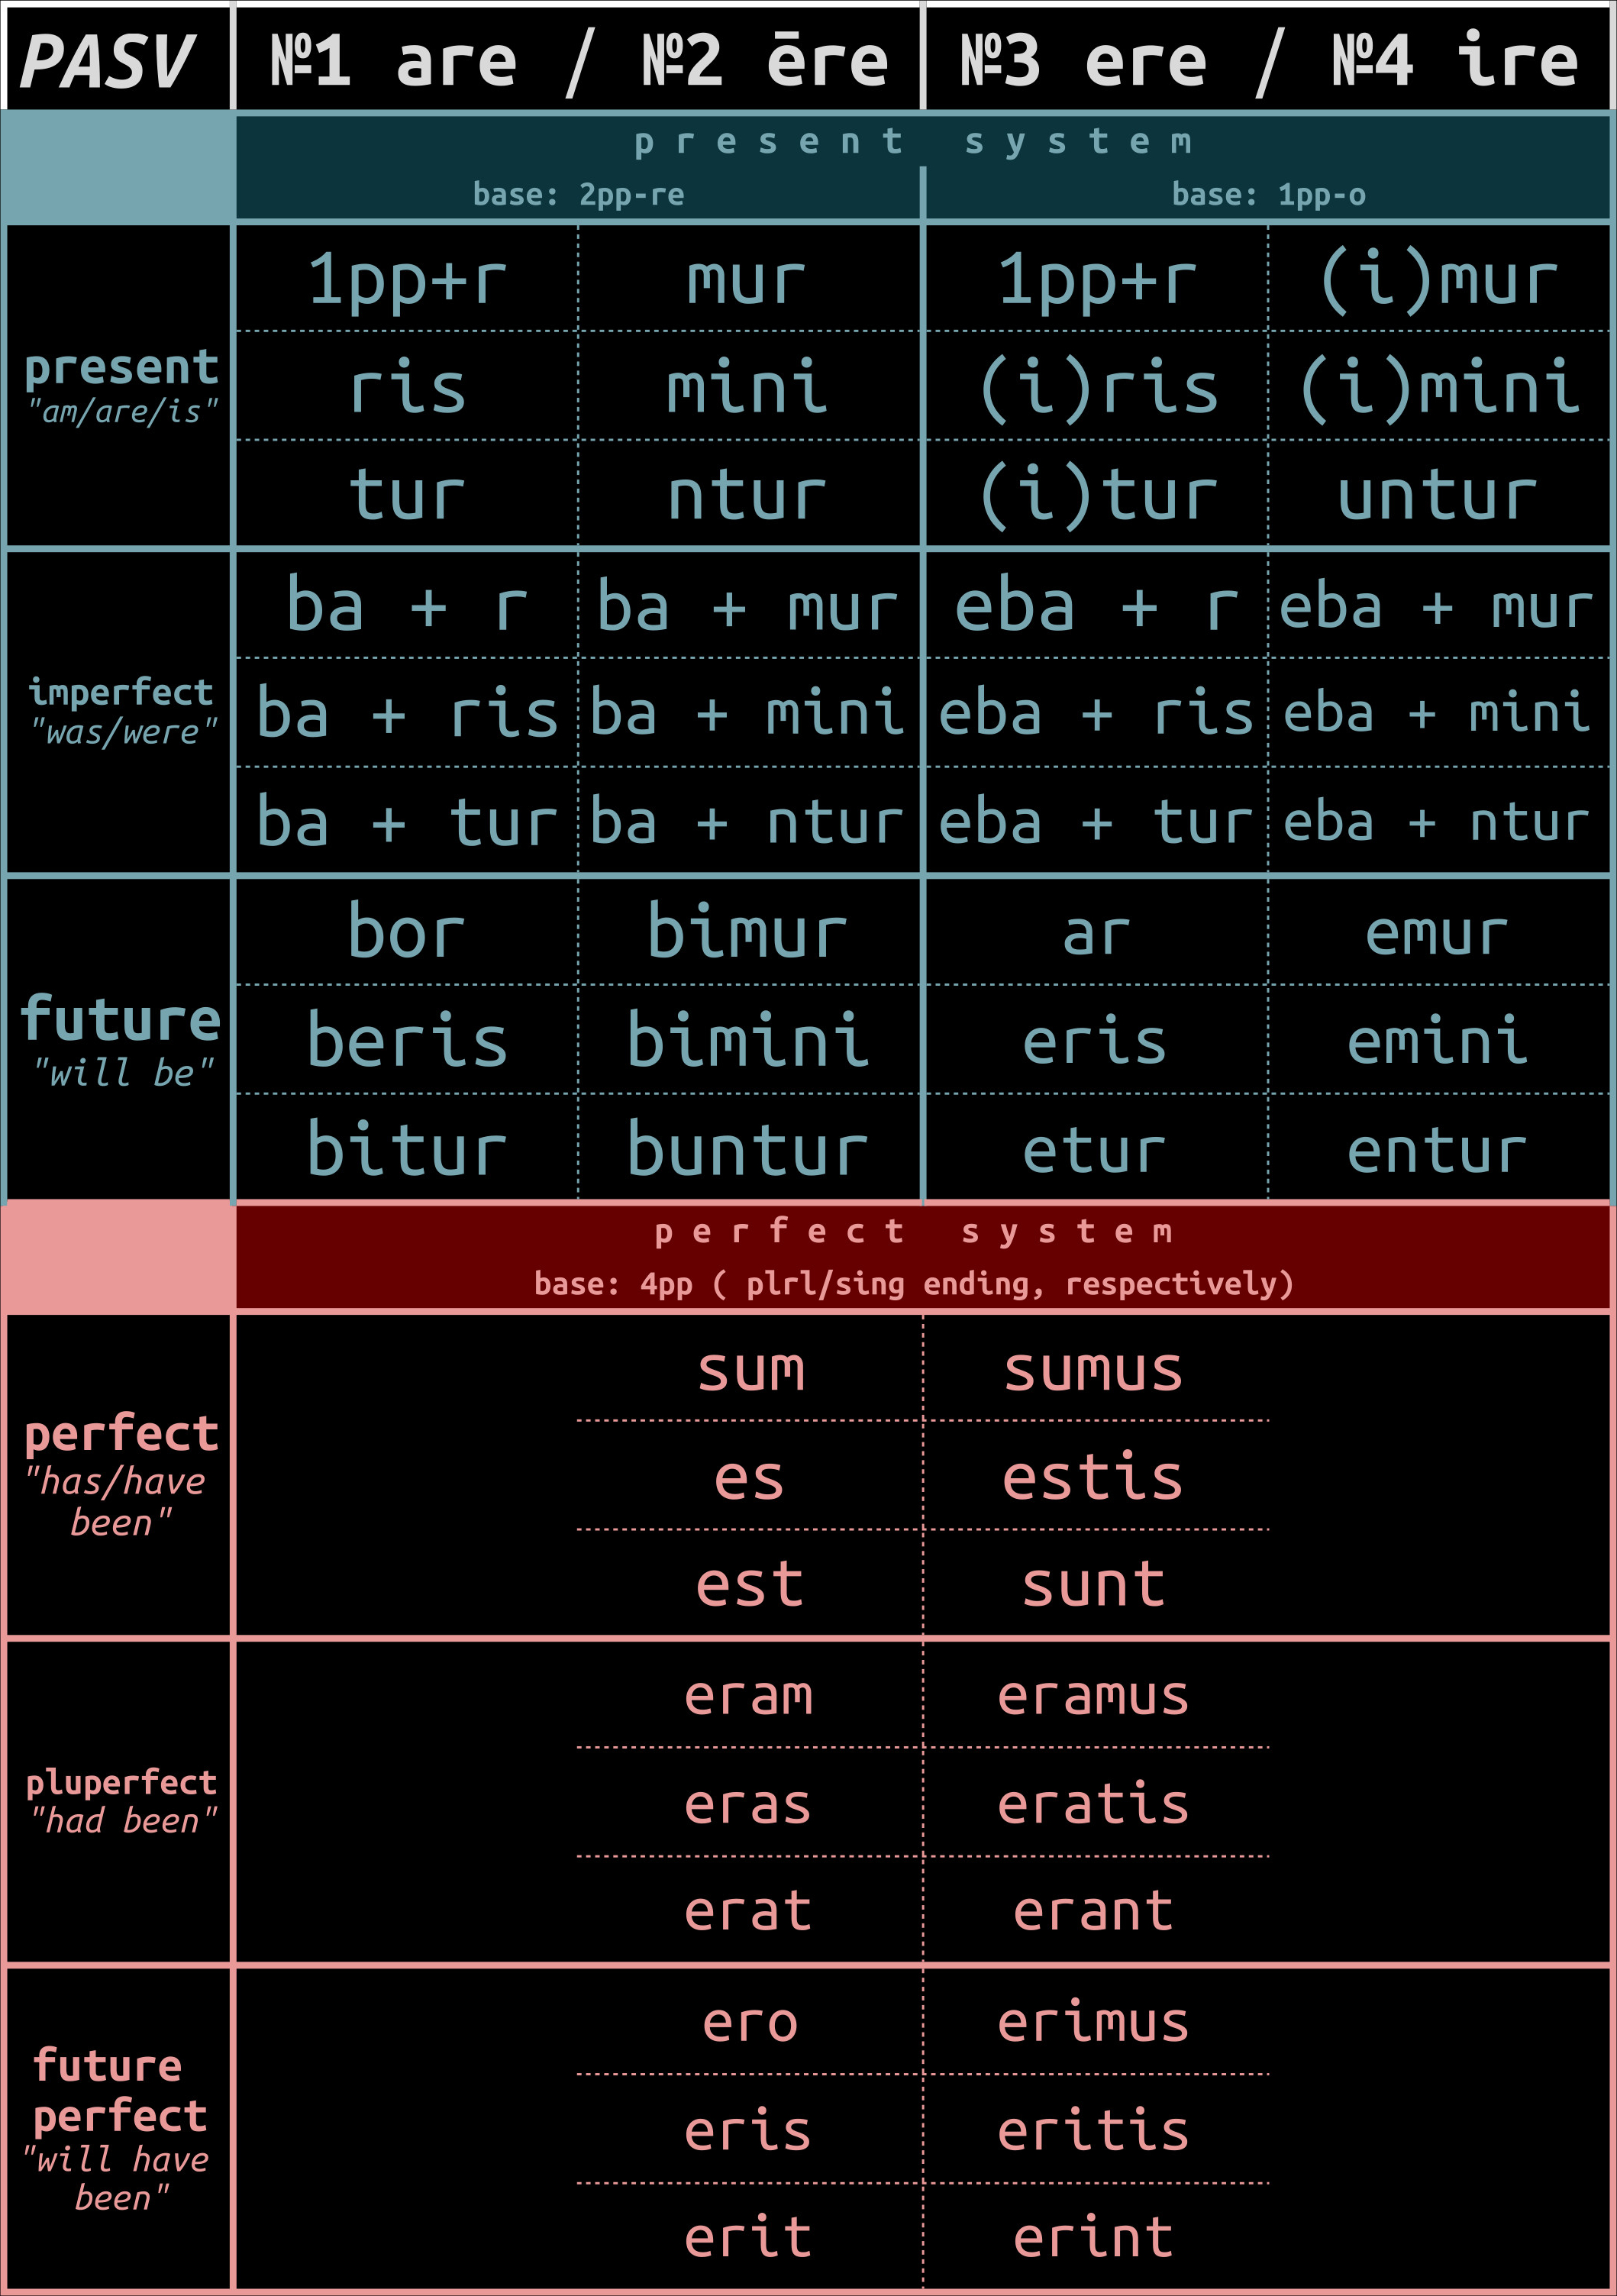 PASV №1 are / №2 ēre №3 ere / №4 ire
present system
base: 2pp-re base: 1pp-o
present
"am/are/is"
1pp+r mur 1pp+r (i)mur
ris mini (i)ris (i)mini
tur ntur (i)tur untur
imperfect
"was/were"
ba + r ba + mur eba + r eba + mur
ba + ris ba + mini eba + ris eba + mini
ba + tur ba + ntur eba + tur eba + ntur
future
"will be"
bor bimur ar emur
beris bimini eris emini
bitur buntur etur entur
perfect system
base: 4pp ( plrl/sing ending, respectively)
perfect
"has/have
been"
sum sumus
es estis
est sunt
pluperfect
"had been"
eram eramus
eras eratis
erat erant
future
perfect
"will have
been"
ero erimus
eris eritis
erit erint